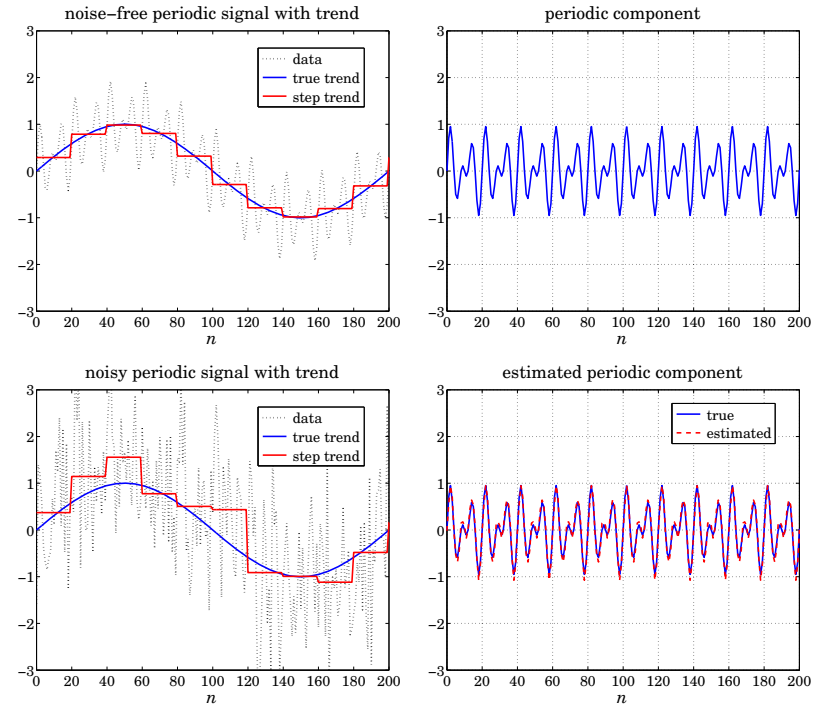 noise−free periodic signal with trend
3
2
1
0
−1
−2
−3
0 20 40 60 80 100 120 140 160 180 200
n
data
true trend
step trend
periodic component
3
2
1
0
−1
−2
−3
0 20 40 60 80 100 120 140 160 180 200
n
noisy periodic signal with trend
3
2
1
0
−1
−2
−3
0 20 40 60 80 100 120 140 160 180 200
n
data
true trend
step trend
estimated periodic component
3
2
1
0
−1
−2
−3
0 20 40 60 80 100 120 140 160 180 200
n
true
estimated